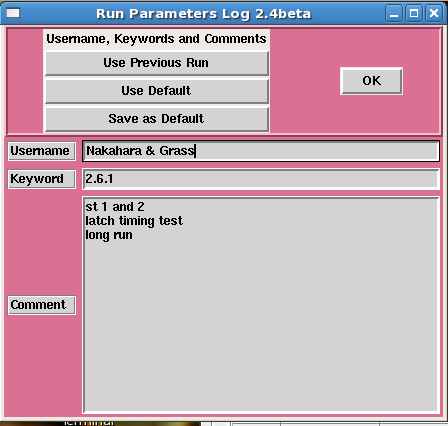 Run Parameters Log 2.4beta
Username, Keywords and Comments
Use Previous Run
Use Default
Save as Default
OK
Username
Nakahara & Grass
Keyword
2.6.1
Comment
st 1 and 2
latch timing test
long run
Terminal